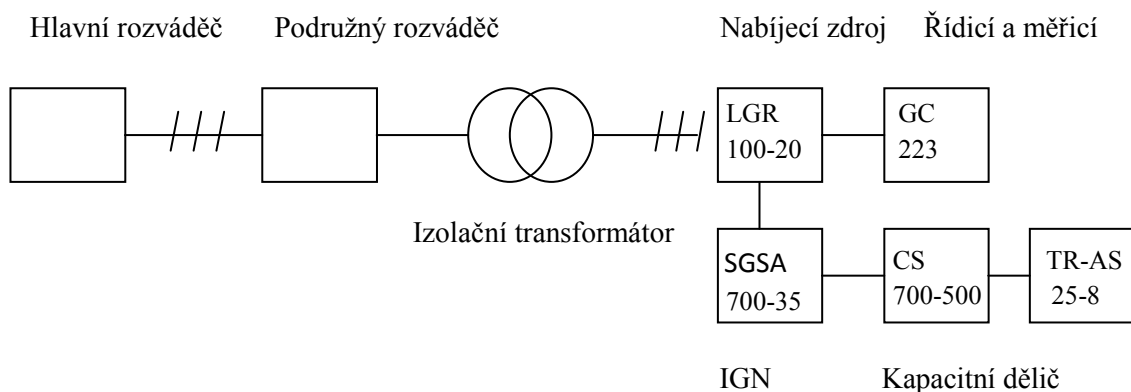 Hlavní rozváděč
Podružný rozváděč
Nabíjecí zdroj
Řídicí a měřicí
LGR
100-20
GC
223
Izolační transformátor
SGSA
700-35
CS
700-500
TR-AS
25-8
IGN
Kapacitní dělič